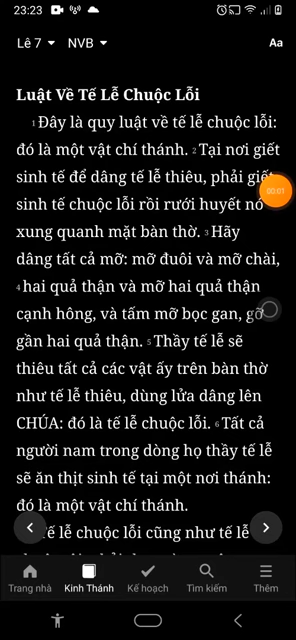 23:23
Lê 7 NVB Aa
Luật Về Tế Lễ Chuộc Lỗi
1 Đây là quy luật về tế lễ chuộc lỗi:
đó là một vật chí thánh. 2 Tại nơi giết
sinh tế để dâng tế lễ thiêu, phải giết
sinh tế chuộc lỗi rồi rưới huyết nó
00:01
xung quanh mặt bàn thờ. 3 Hãy
dâng tất cả mỡ: mỡ đuôi và mỡ chài,
4 hai quả thận và mỡ hai quả thận
cạnh hông, và tấm mỡ bọc gan, gỡ
gần hai quả thận. 5 Thầy tế lễ sẽ
thiêu tất cả các vật ấy trên bàn thờ
như tế lễ thiêu, dùng lửa dâng lên
CHÚA: đó là tế lễ chuộc lỗi. 6 Tất cả
người nam trong dòng họ thầy tế lễ
sẽ ăn thịt sinh tế tại một nơi thánh:
đó là một vật chí thánh.
lễ chuộc lỗi cũng như tế lễ
Trang nhà Kinh Thánh Kế hoạch Tìm kiếm Thêm